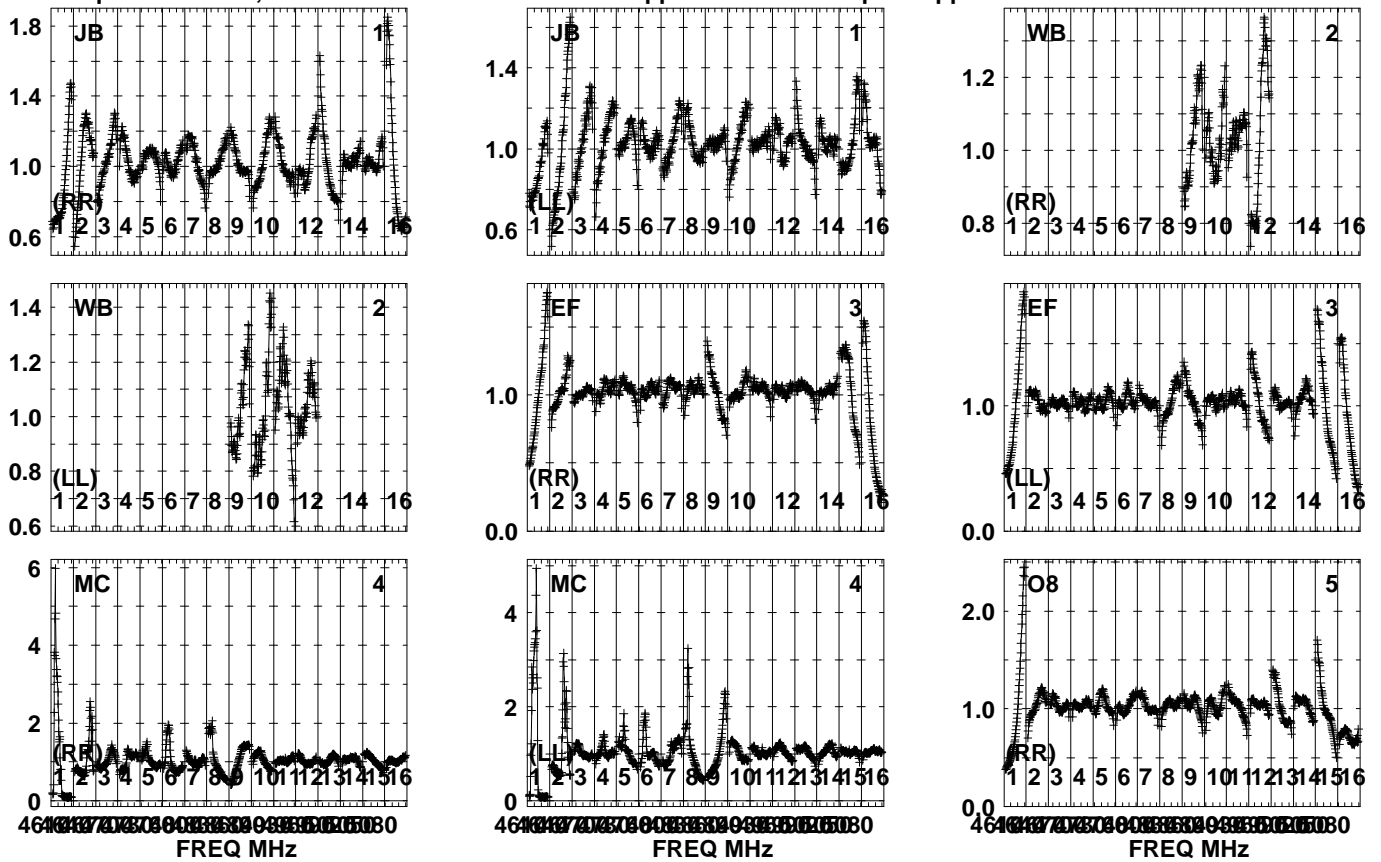 1.8 JB 1
1.4
1.0
(RR)
0.6
1 2 3 4 5 6 7 8 9 10 12 14 16
JB 1
1.4
1.0
(LL)
0.6
1 2 3 4 5 6 7 8 9 10 12 14 16
WB 2
1.2
1.0
(RR)
0.8
1 2 3 4 5 6 7 8 9 10 12 14 16
1.4 WB 2
1.2
1.0
0.8
(LL)
0.6
1 2 3 4 5 6 7 8 9 10 12 14 16
EF 3
1.0
(RR)
0.0
1 2 3 4 5 6 7 8 9 10 12 14 16
EF 3
1.0
(LL)
0.0
1 2 3 4 5 6 7 8 9 10 12 14 16
6 MC 4
4
2
(RR)
0
1 2 3 4 5 6 7 8 9 10 11 12 13 14 15 16
FREQ MHz
MC 4
4
2
(LL)
0
1 2 3 4 5 6 7 8 9 10 11 12 13 14 15 16
FREQ MHz
O8 5
2.0
1.0
(RR)
0.0
1 2 3 4 5 6 7 8 9 10 11 12 13 14 15 16
FREQ MHz